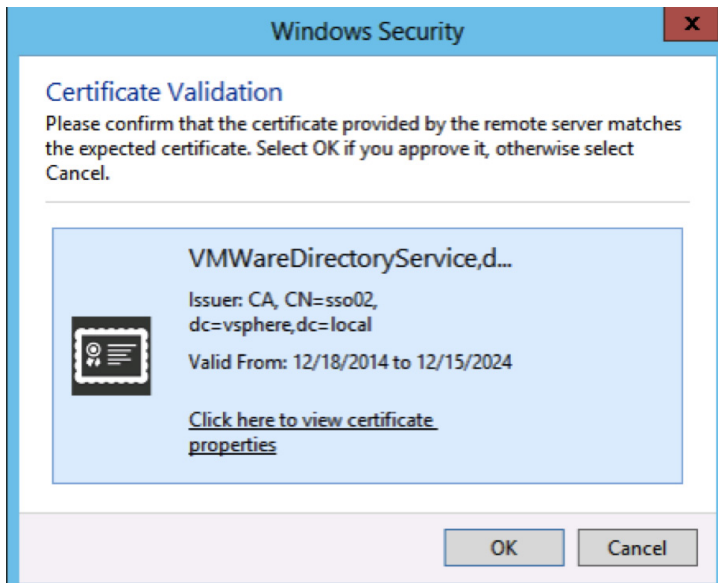 Windows Security
x
Certificate Validation
Please confirm that the certificate provided by the remote server matches
the expected certificate. Select OK if you approve it, otherwise select
Cancel.
VMWareDirectoryService,d...
Issuer: CA, CN=sso02,
dc=vsphere,dc=local
Valid From: 12/18/2014 to 12/15/2024
Click here to view certificate
properties
OK
Cancel